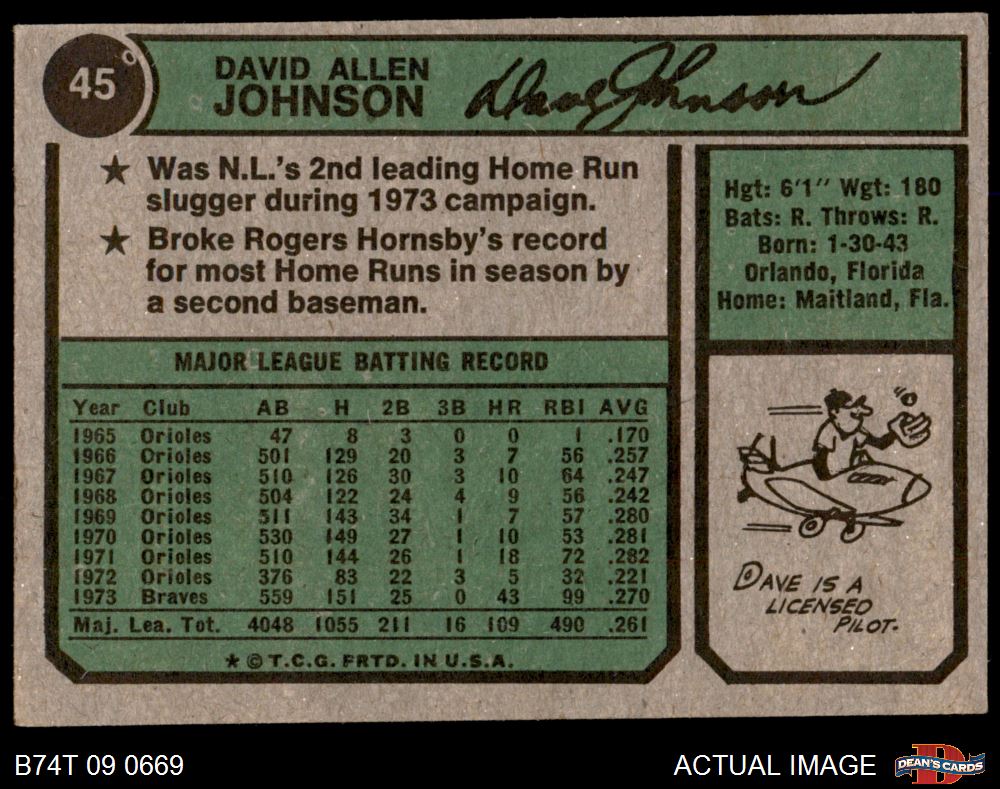 45
DAVID ALLEN
JOHNSON
Dave Johnson
★ Was N.L.'s 2nd leading Home Run
slugger during 1973 campaign.
★ Broke Rogers Hornsby's record
for most Home Runs in season by
a second baseman.
Hgt: 6'1" Wgt: 180
Bats: R. Throws: R.
Born: 1-30-43
Orlando, Florida
Home: Maitland, Fla.
MAJOR LEAGUE BATTING RECORD
Year Club AB H 2B 3B HR RBI AVG
1965 Orioles 47 8 3 0 0 1 .170
1966 Orioles 501 129 20 3 7 56 .257
1967 Orioles 510 126 30 3 10 64 .247
1968 Orioles 504 122 24 4 9 56 .242
1969 Orioles 511 143 34 1 7 57 .280
1970 Orioles 530 149 27 1 10 53 .281
1971 Orioles 510 144 26 1 18 72 .282
1972 Orioles 376 83 22 3 5 32 .221
1973 Braves 559 151 25 0 43 99 .270
Maj. Lea. Tot. 4048 1055 211 16 109 490 .261
★ © T.C.G. PRTD. IN U.S.A.
DAVE IS A
LICENSED
PILOT.
B74T 09 0669
ACTUAL IMAGE
DEAN'S CARDS